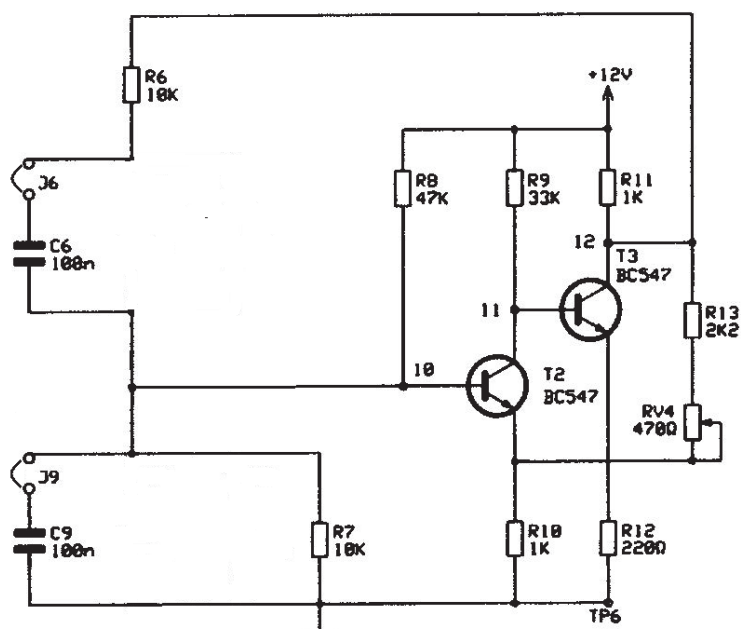 R6
10K
+12V
J6
R8
47K
R9
33K
R11
1K
C6
100n
12
T3
BC547
11
R13
2K2
10
T2
BC547
RV4
470Ω
J9
C9
100n
R7
10K
R10
1K
R12
220Ω
TP6